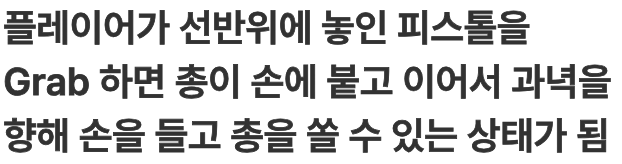 플레이어가 선반위에 놓인 피스톨을
Grab 하면 총이 손에 붙고 이어서 과녁을
향해 손을 들고 총을 쏠 수 있는 상태가 됨